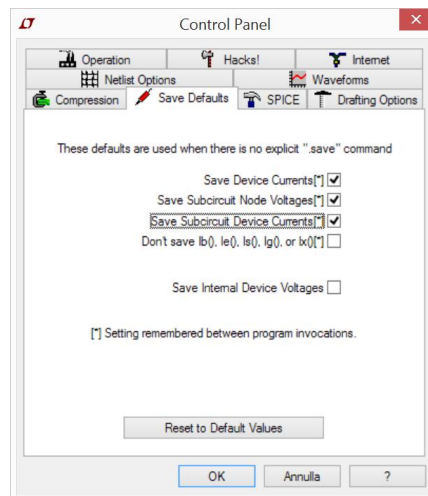 Control Panel
Operation
Hacks!
Internet
Netlist Options
Waveforms
Compression
Save Defaults
SPICE
Drafting Options
These defaults are used when there is no explicit ".save" command
Save Device Currents[*]
Save Subcircuit Node Voltages[*]
Save Subcircuit Device Currents[*]
Don't save Ib(), Ie(), Is(), Ig(), or Ix()[*]
Save Internal Device Voltages
[*] Setting remembered between program invocations.
Reset to Default Values
OK
Annulla
?